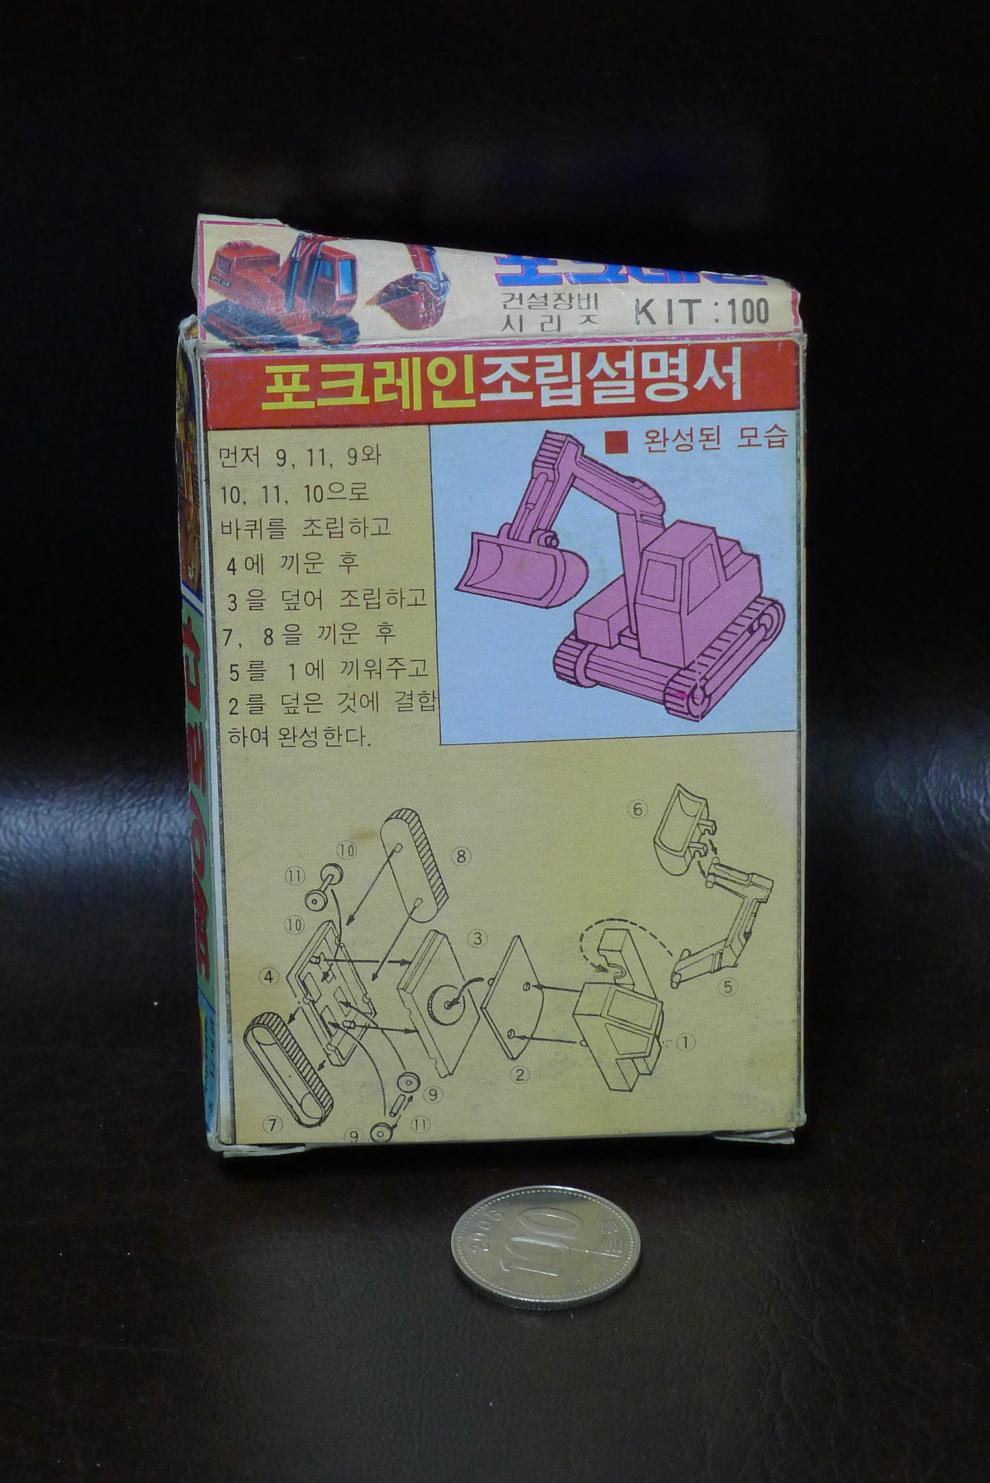 포크레인
건설장비
시리즈
KIT : 100
포크레인조립설명서
■ 완성된 모습
먼저 9, 11, 9와
10, 11, 10으로
바퀴를 조립하고
4에 끼운 후
3을 덮어 조립하고
7, 8을 끼운 후
5를 1에 끼워주고
2를 덮은 것에 결합
하여 완성한다.
⑥
⑩
⑪
⑧
⑩
③
④
⑤
①
②
⑨
⑦
⑪
⑨
2006
100